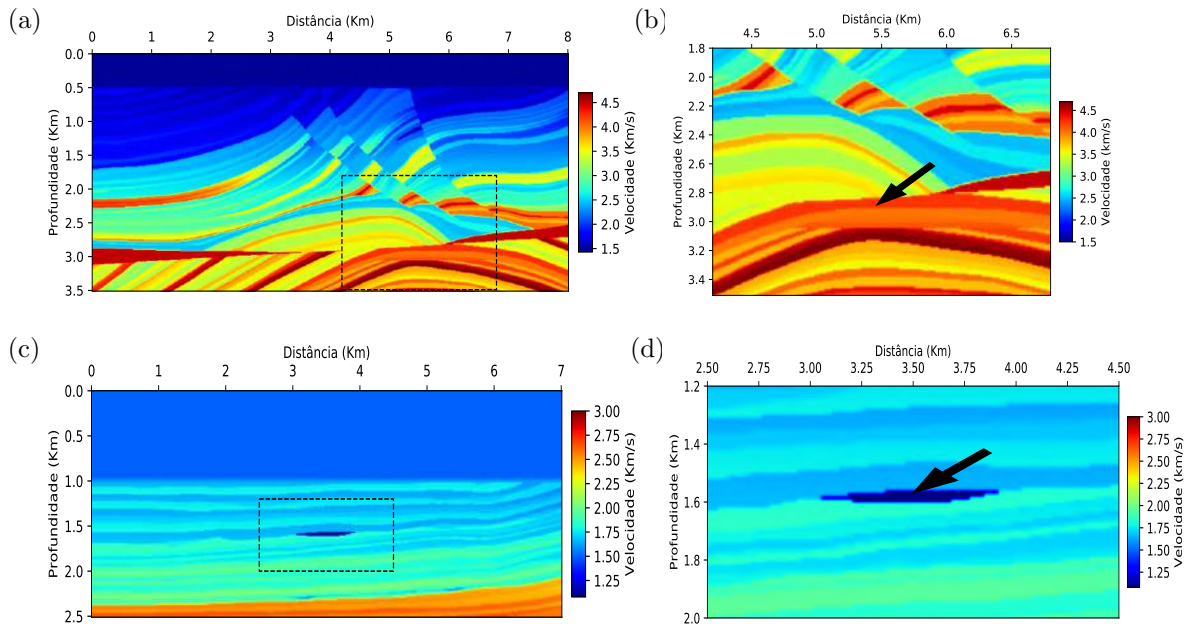 (a)
Distância (Km)
0 1 2 3 4 5 6 7 8
0.0
0.5
1.0
1.5
2.0
2.5
3.0
3.5
Profundidade (Km)
4.5
4.0
3.5
3.0
2.5
2.0
1.5
Velocidade (Km/s)
(b)
Distância (Km)
4.5 5.0 5.5 6.0 6.5
1.8
2.0
2.2
2.4
2.6
2.8
3.0
3.2
3.4
Profundidade (Km)
4.5
4.0
3.5
3.0
2.5
2.0
1.5
Velocidade (km/s)
(c)
Distância (Km)
0 1 2 3 4 5 6 7
0.0
0.5
1.0
1.5
2.0
2.5
Profundidade (Km)
3.00
2.75
2.50
2.25
2.00
1.75
1.50
1.25
Velocidade (Km/s)
(d)
Distância (Km)
2.50 2.75 3.00 3.25 3.50 3.75 4.00 4.25 4.50
1.2
1.4
1.6
1.8
2.0
Profundidade (Km)
3.00
2.75
2.50
2.25
2.00
1.75
1.50
1.25
Velocidade (km/s)